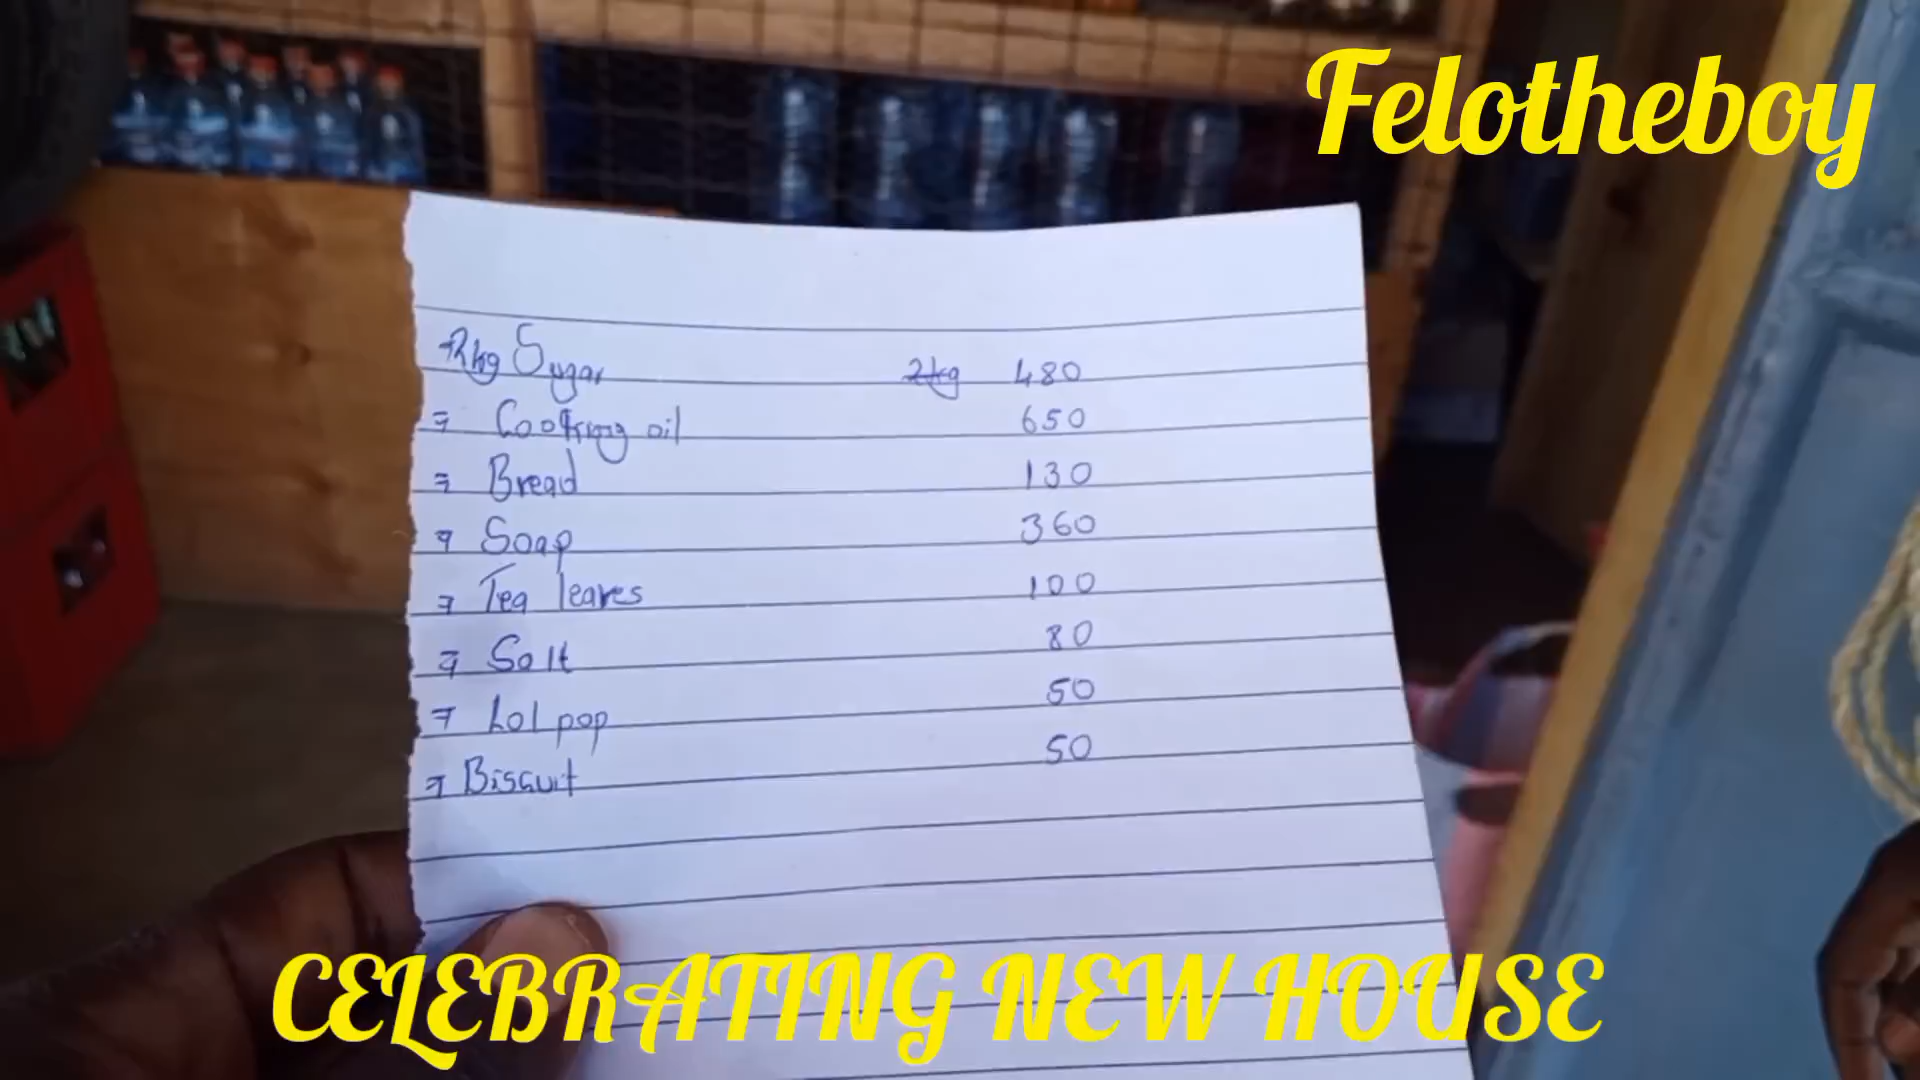 Felotheboy
2kg Sugar 2kg 480
Cooking oil 650
Bread 130
Soap 360
Tea leaves 100
Salt 80
Lol pop 50
Biscuit 50
CELEBRATING NEW HOUSE